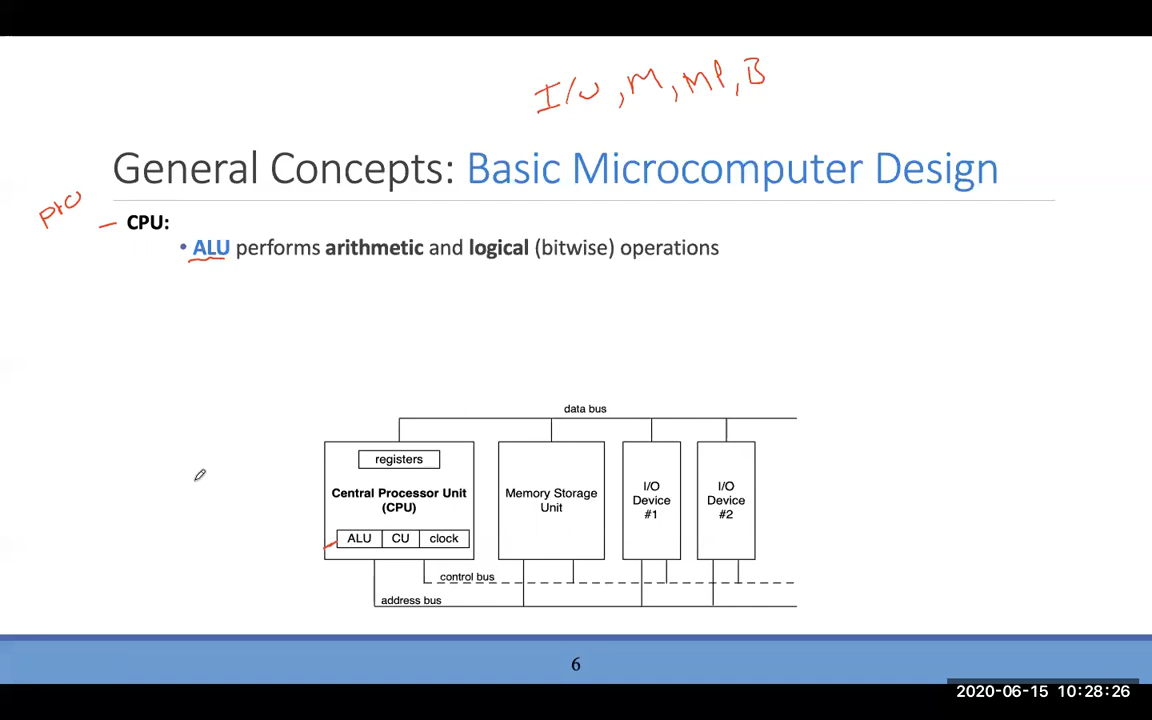 I/O, M, MP, B
General Concepts: Basic Microcomputer Design
pro
CPU:
• ALU performs arithmetic and logical (bitwise) operations
data bus
registers
Central Processor Unit
(CPU)
ALU CU clock
Memory Storage
Unit
I/O
Device
#1
I/O
Device
#2
control bus
address bus
6
2020-06-15 10:28:26